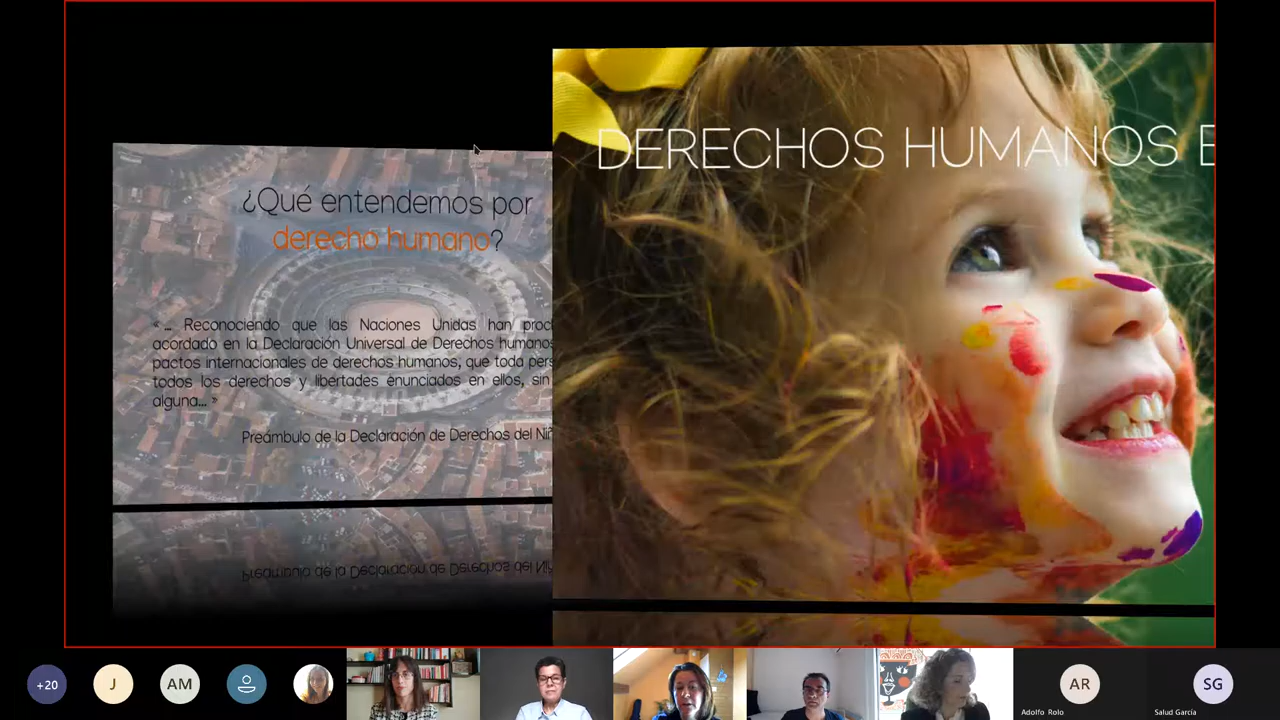 DERECHOS HUMANOS E
¿Qué entendemos por
derecho humano?
« ... Reconociendo que las Naciones Unidas han proc
acordado en la Declaración Universal de Derechos humanos
pactos internacionales de derechos humanos, que toda pers
todos los derechos y libertades enunciados en ellos, sin
alguna... »
Preámbulo de la Declaración de Derechos del Niñ
+20
J
AM
AR
SG
Adolfo Rolo
Salud García